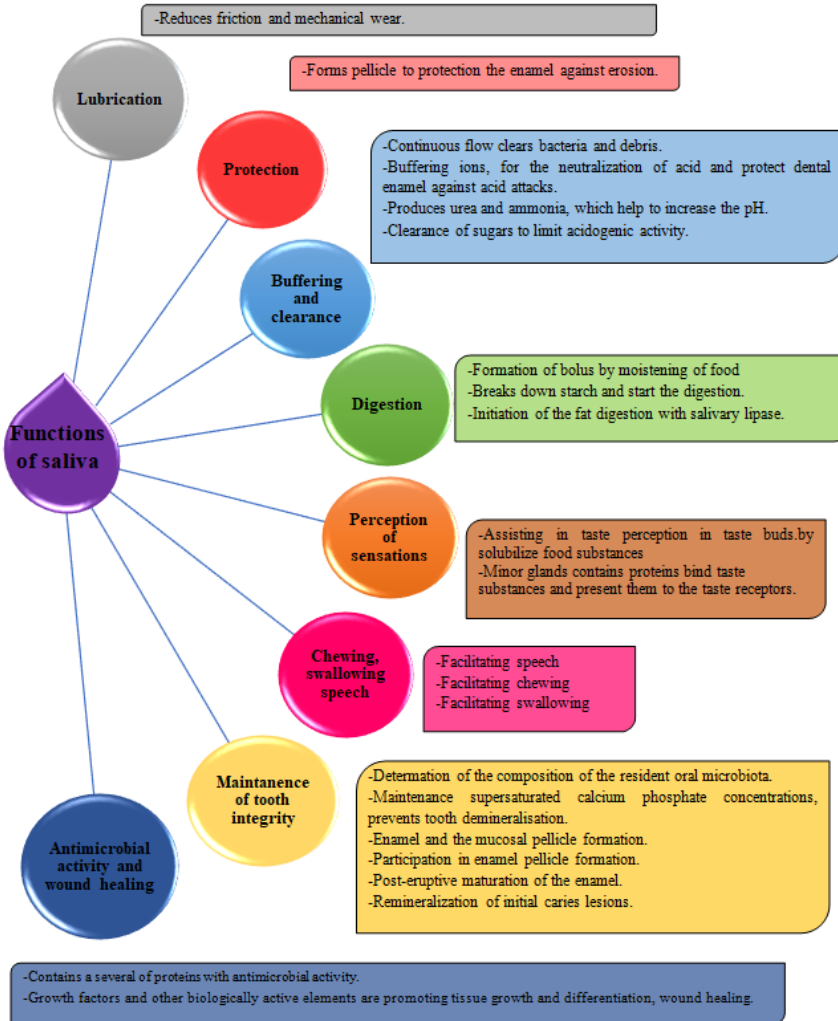 -Reduces friction and mechanical wear.
Lubrication
-Forms pellicle to protection the enamel against erosion.
Protection
-Continuous flow clears bacteria and debris.
-Buffering ions, for the neutralization of acid and protect dental
enamel against acid attacks.
-Produces urea and ammonia, which help to increase the pH.
-Clearance of sugars to limit acidogenic activity.
Buffering
and
clearance
Digestion
-Formation of bolus by moistening of food
-Breaks down starch and start the digestion.
-Initiation of the fat digestion with salivary lipase.
Functions
of saliva
Perception
of
sensations
-Assisting in taste perception in taste buds.by
solubilize food substances
-Minor glands contains proteins bind taste
substances and present them to the taste receptors.
Chewing,
swallowing
speech
-Facilitating speech
-Facilitating chewing
-Facilitating swallowing
Maintanence
of tooth
integrity
-Determation of the composition of the resident oral microbiota.
-Maintenance supersaturated calcium phosphate concentrations,
prevents tooth demineralisation.
-Enamel and the mucosal pellicle formation.
-Participation in enamel pellicle formation.
-Post-eruptive maturation of the enamel.
-Remineralization of initial caries lesions.
Antimicrobial
activity and
wound healing
-Contains a several of proteins with antimicrobial activity.
-Growth factors and other biologically active elements are promoting tissue growth and differentiation, wound healing.